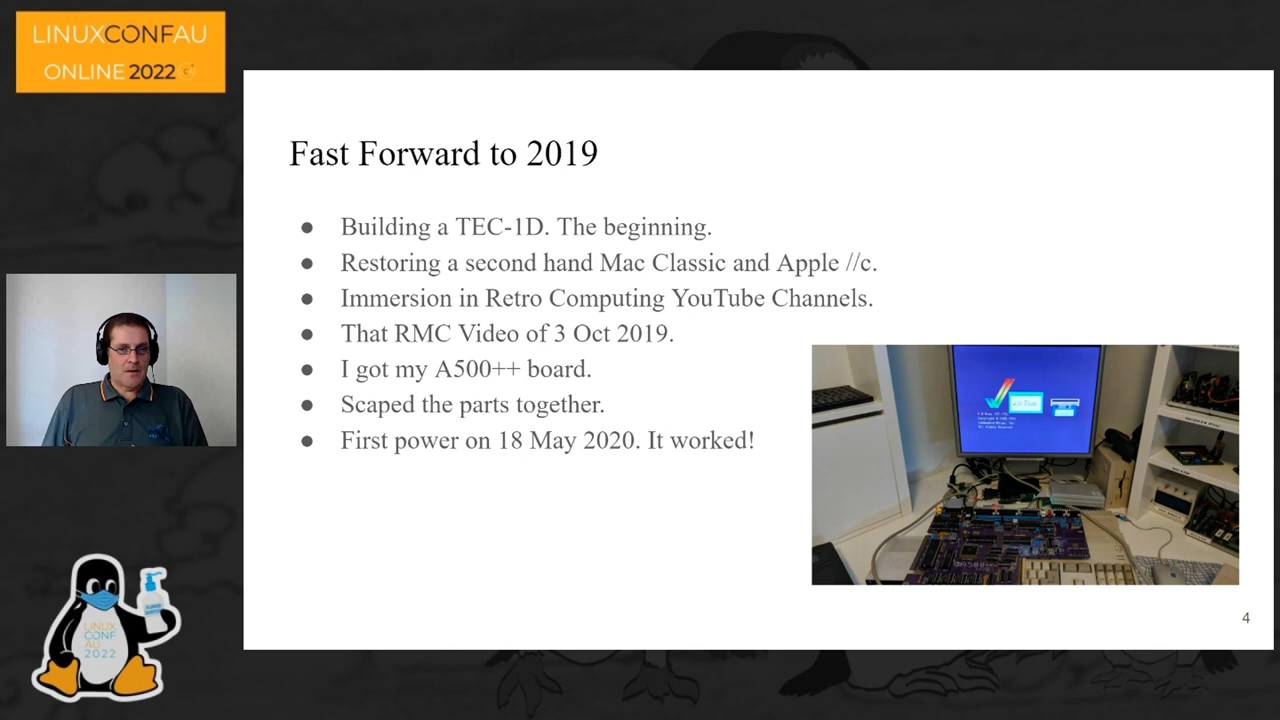 LINUXCONFAU
ONLINE 2022
Fast Forward to 2019
● Building a TEC-1D. The beginning.
● Restoring a second hand Mac Classic and Apple //c.
● Immersion in Retro Computing YouTube Channels.
● That RMC Video of 3 Oct 2019.
● I got my A500++ board.
● Scaped the parts together.
● First power on 18 May 2020. It worked!
A500++
4
LINUX
CONF
AU
2022